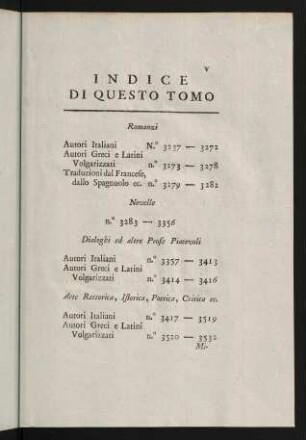 V
INDICE
DI QUESTO TOMO
Romanzi
Autori Italiani N.° 3237 — 3272
Autori Greci e Latini
Volgarizzati n.° 3273 — 3278
Traduzioni dal Francese,
dallo Spagnuolo ec. n.° 3279 — 3282
Novelle
n.° 3283 — 3356
Dialoghi ed altre Prose Piacevoli
Autori Italiani n.° 3357 — 3413
Autori Greci e Latini
Volgarizzati n.° 3414 — 3416
Arte Rettorica, Istorica, Poetica, Critica ec.
Autori Italiani n.° 3417 — 3519
Autori Greci e Latini
Volgarizzati n.° 3520 — 3532
Mi-